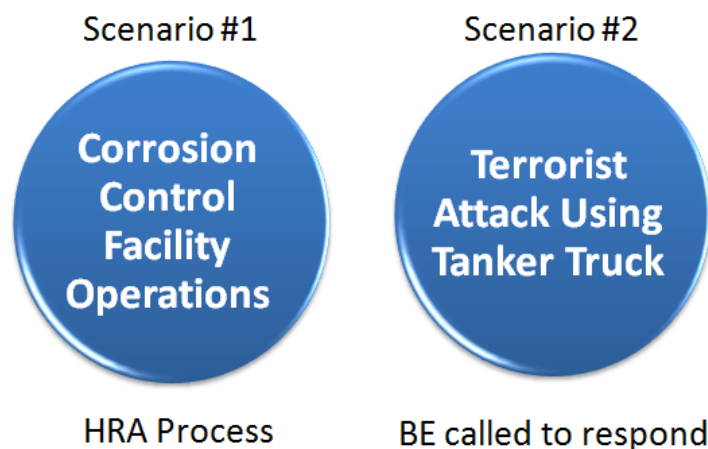 Scenario #1
Corrosion
Control
Facility
Operations
HRA Process
Scenario #2
Terrorist
Attack Using
Tanker Truck
BE called to respond